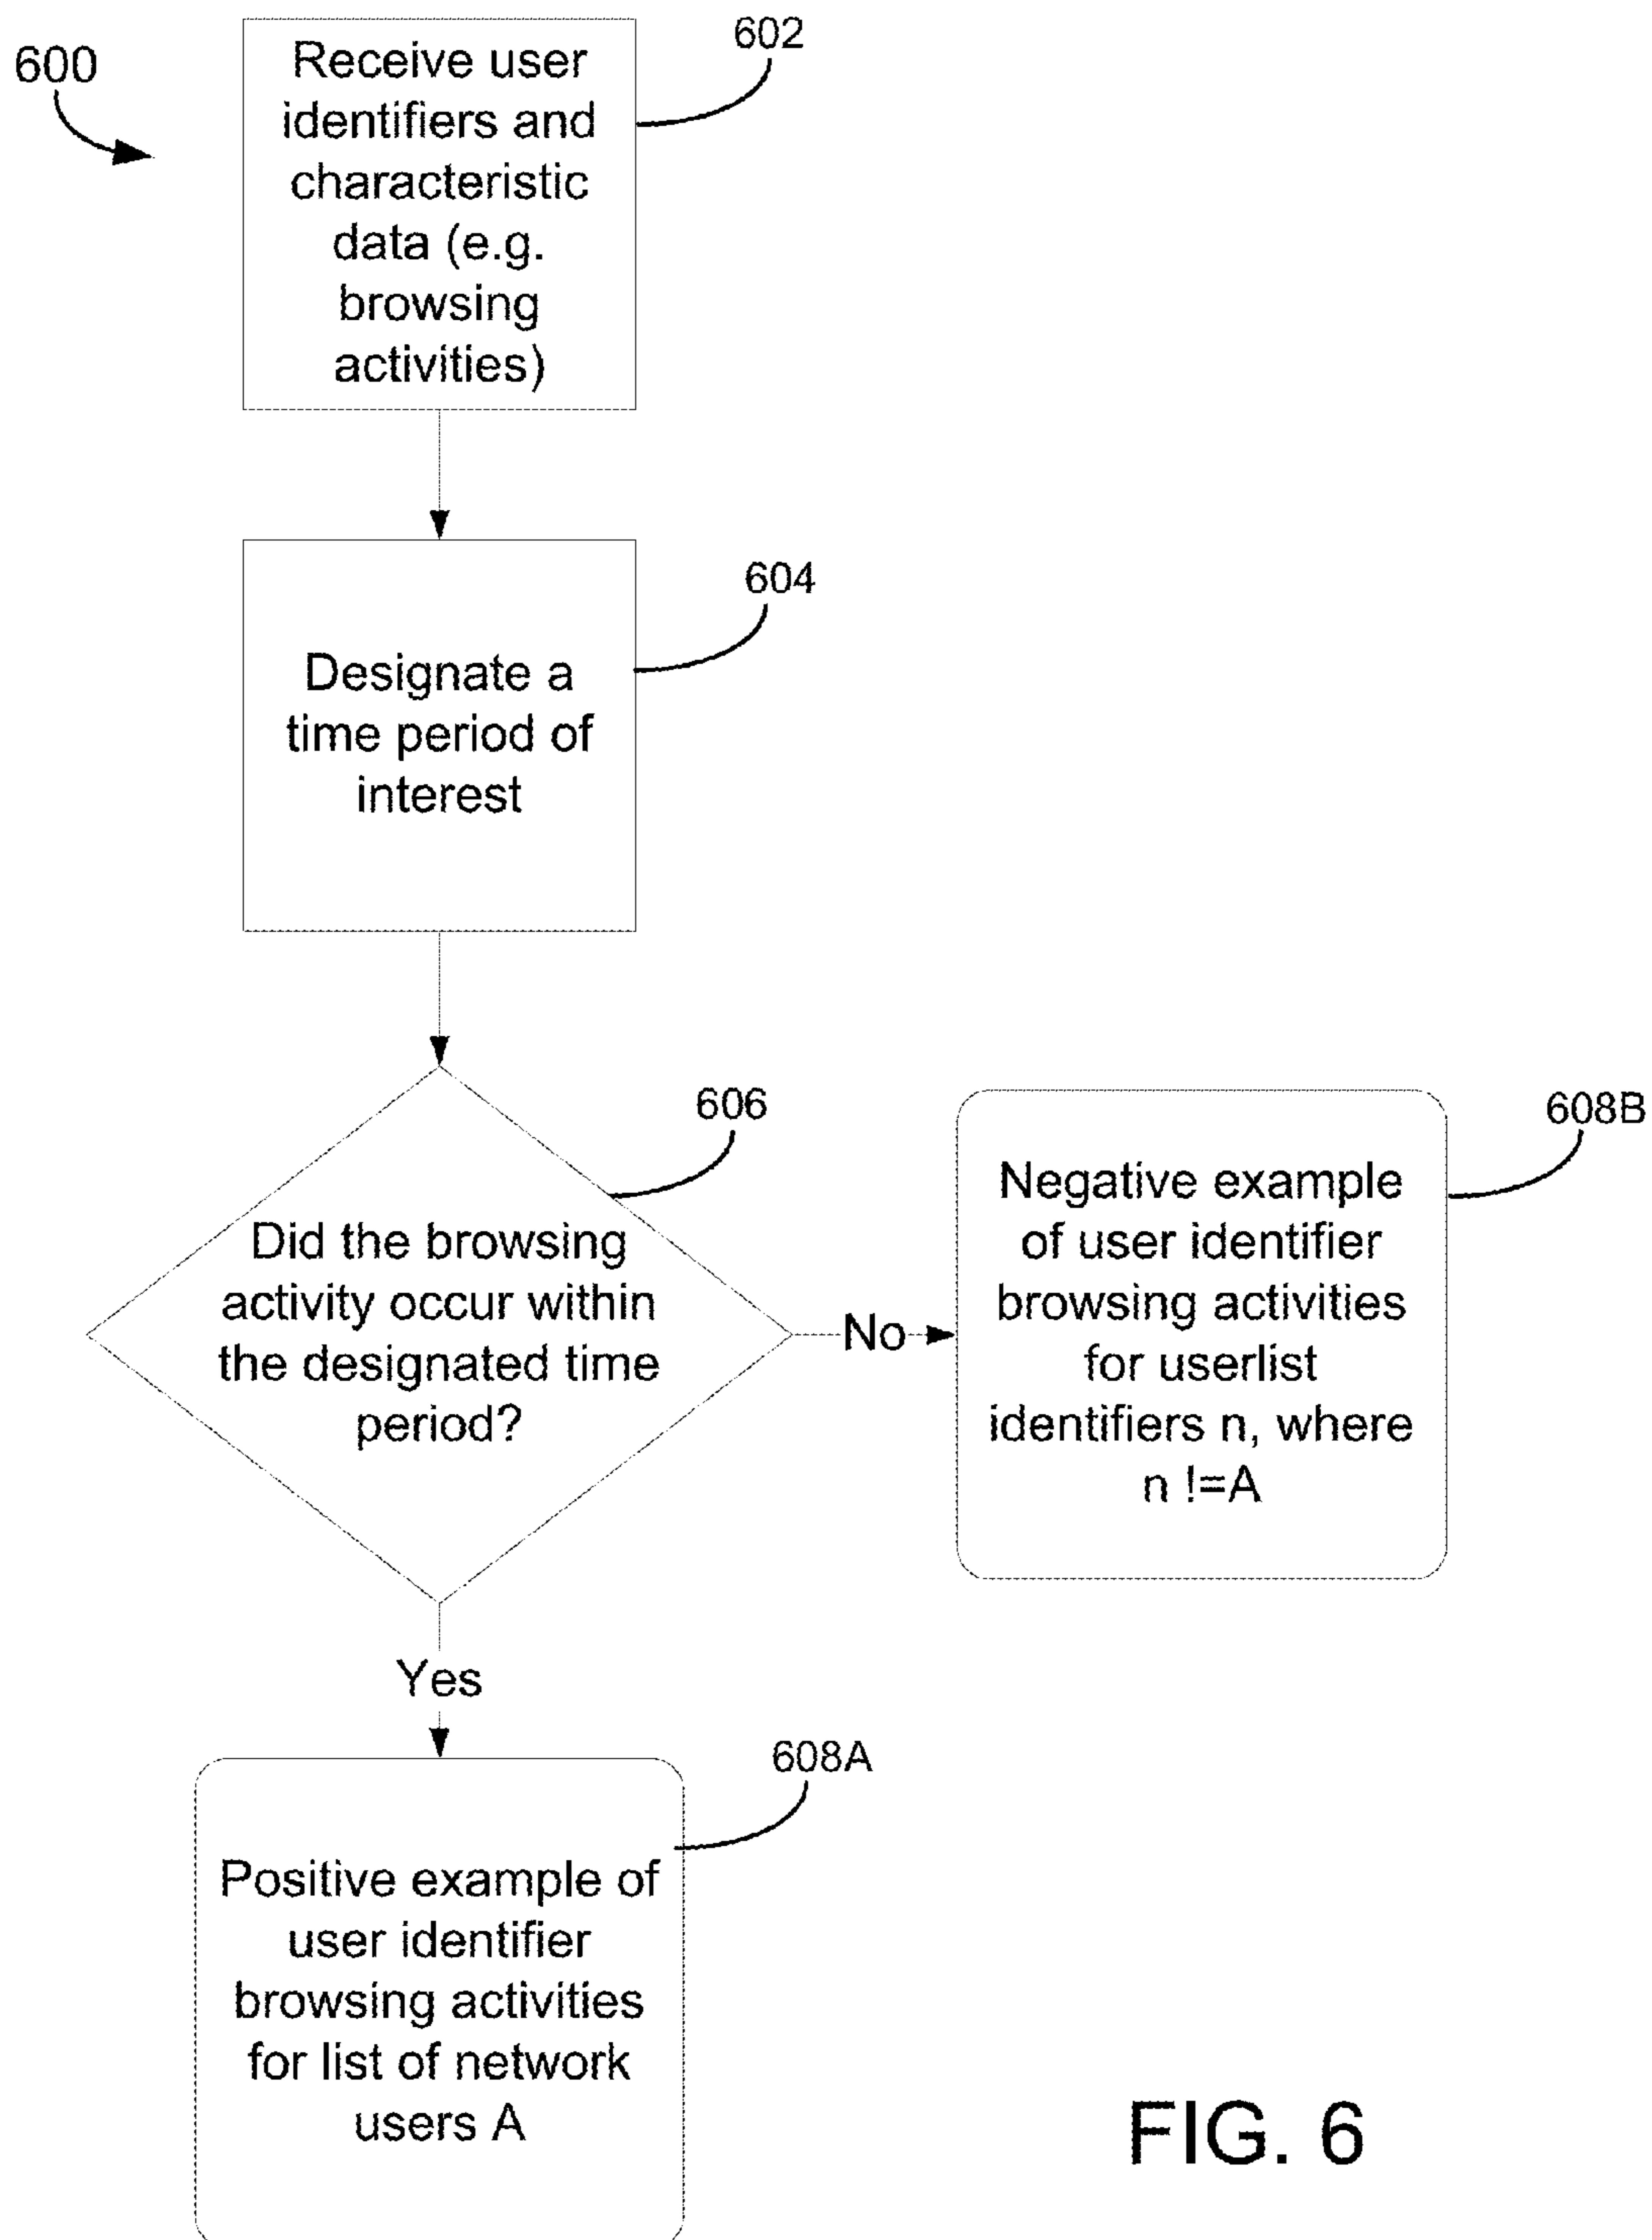 600
602
Receive user
identifiers and
characteristic
data (e.g.
browsing
activities)
604
Designate a
time period of
interest
606
Did the browsing
activity occur within
the designated time
period?
No
608B
Negative example
of user identifier
browsing activities
for userlist
identifiers n, where
n !=A
Yes
608A
Positive example of
user identifier
browsing activities
for list of network
users A
FIG. 6